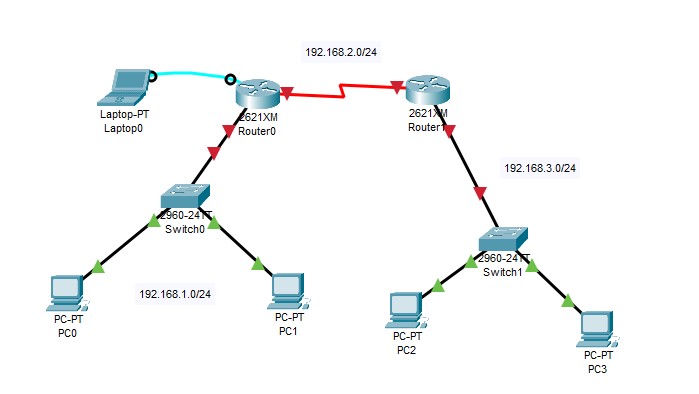 192.168.2.0/24
Laptop-PT
Laptop0
2621XM
Router0
2621XM
Router1
192.168.3.0/24
2960-24TT
Switch0
2960-24TT
Switch1
192.168.1.0/24
PC-PT
PC0
PC-PT
PC1
PC-PT
PC2
PC-PT
PC3